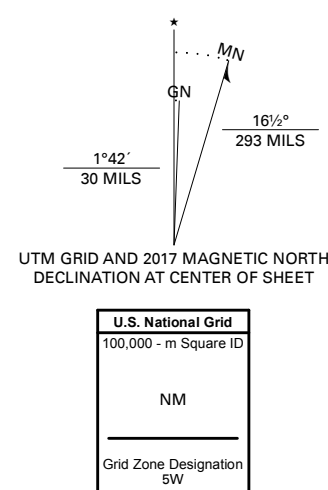 ★
MN
GN
16½°
293 MILS
1°42´
30 MILS
UTM GRID AND 2017 MAGNETIC NORTH
DECLINATION AT CENTER OF SHEET
U.S. National Grid
100,000 - m Square ID
NM
Grid Zone Designation
5W